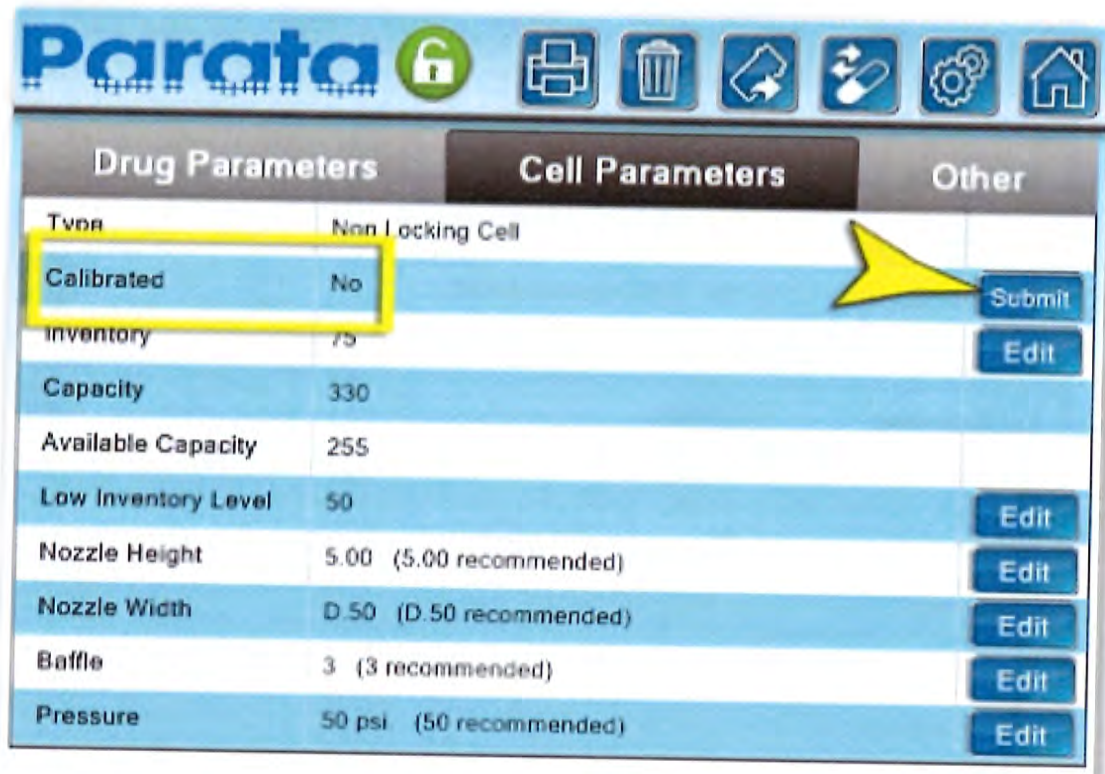 Parata
Drug Parameters Cell Parameters Other
Type Non Locking Cell
Calibrated No Submit
Inventory 75 Edit
Capacity 330
Available Capacity 255
Low Inventory Level 50 Edit
Nozzle Height 5.00 (5.00 recommended) Edit
Nozzle Width D.50 (D.50 recommended) Edit
Baffle 3 (3 recommended) Edit
Pressure 50 psi (50 recommended) Edit